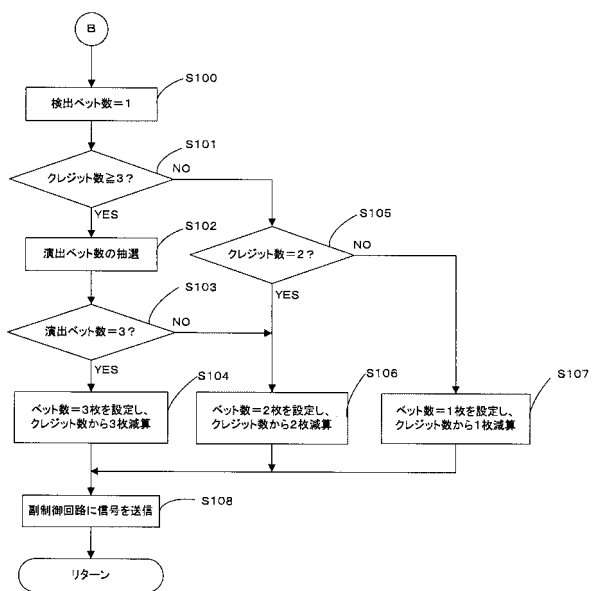 B
S100
検出ベット数=1
S101
クレジット数≧3?
NO
YES
S102
演出ベット数の抽選
S105
クレジット数=2?
NO
YES
S103
演出ベット数=3?
NO
YES
S104
ベット数=3枚を設定し、
クレジット数から3枚減算
S106
ベット数=2枚を設定し、
クレジット数から2枚減算
S107
ベット数=1枚を設定し、
クレジット数から1枚減算
S108
副制御回路に信号を送信
リターン